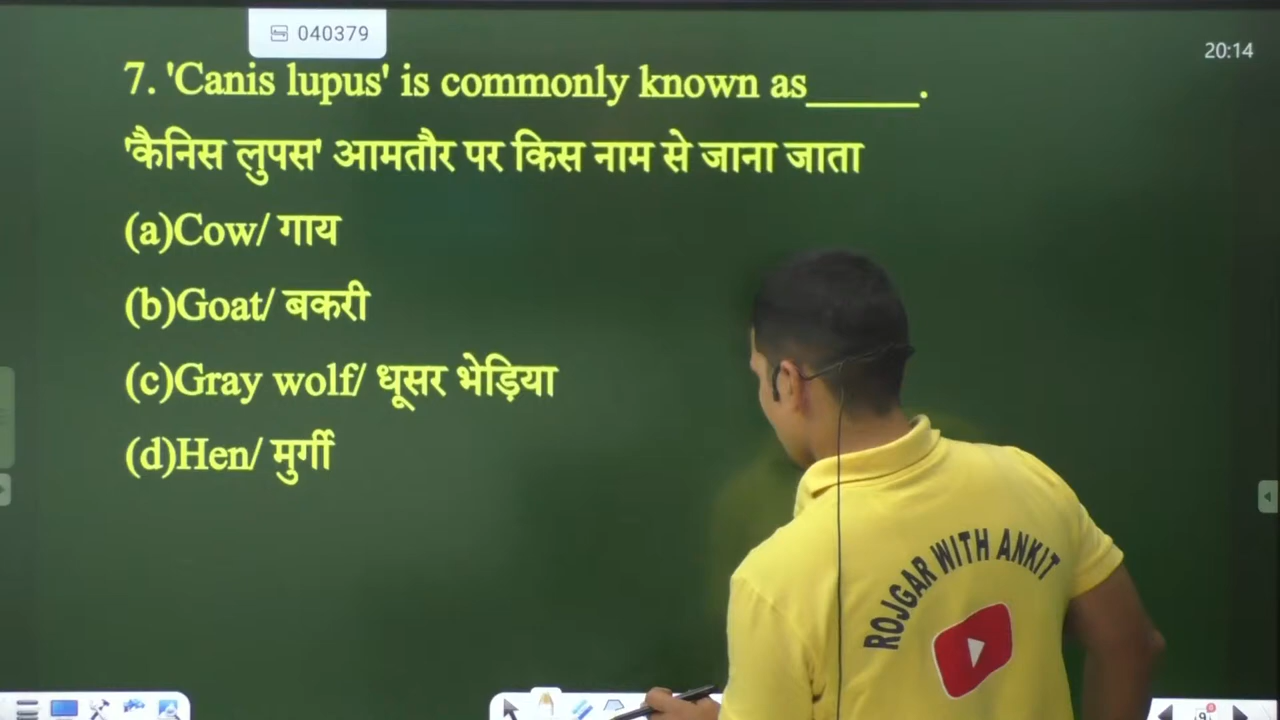 040379
20:14
7. 'Canis lupus' is commonly known as_____.
'कैनिस लुपस' आमतौर पर किस नाम से जाना जाता
(a)Cow/ गाय
(b)Goat/ बकरी
(c)Gray wolf/ धूसर भेड़िया
(d)Hen/ मुर्गी
ROJGAR WITH ANKIT